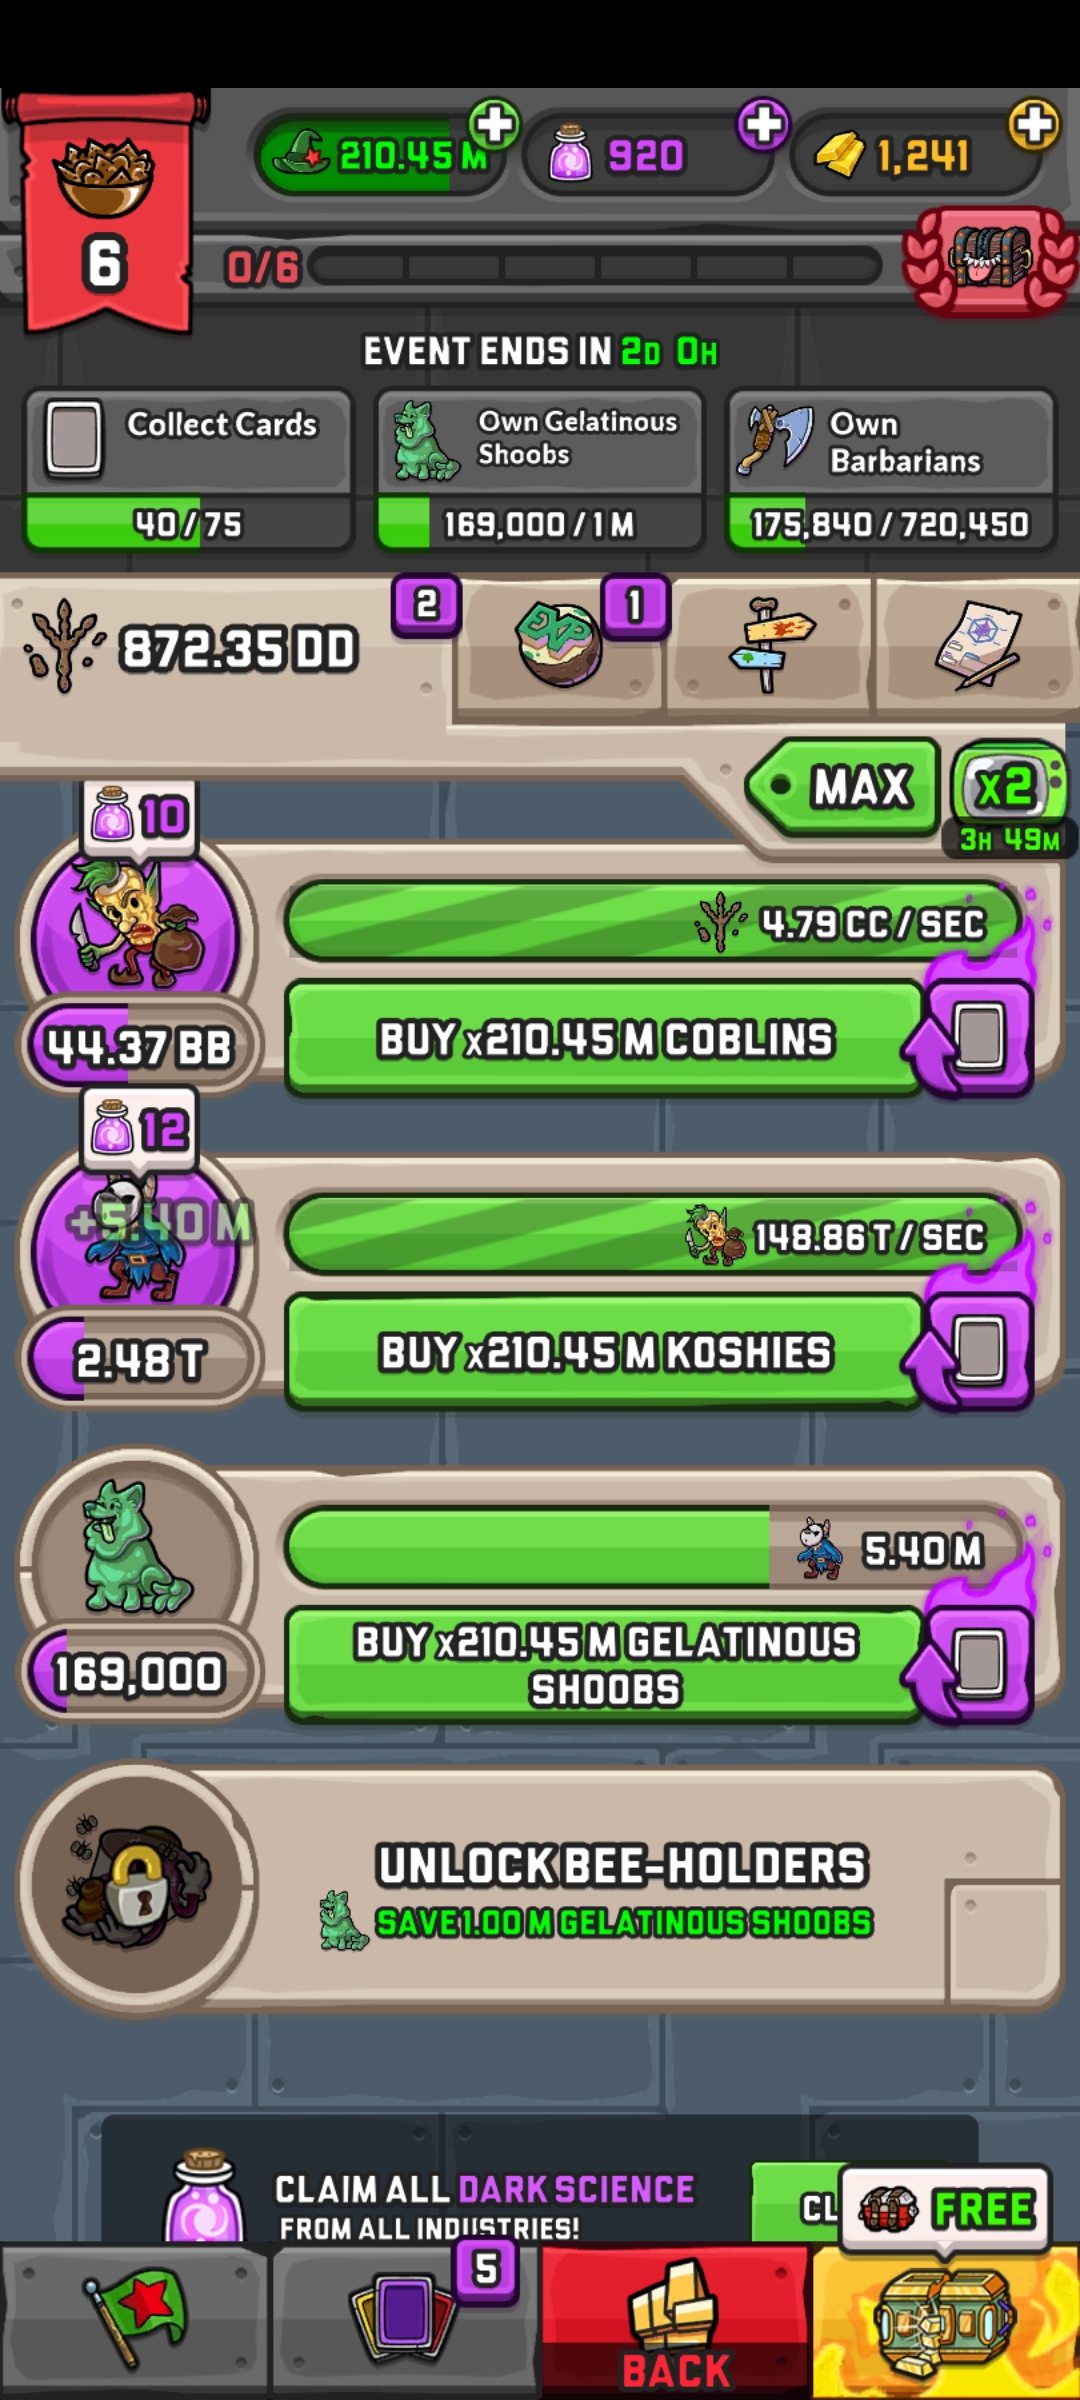 210.45 M
920
1,241
6
0/6
EVENT ENDS IN 2D 0H
Collect Cards
40/75
Own Gelatinous
Shoobs
169,000/1 M
Own
Barbarians
175,840/720,450
872.35 DD
2
EXP
1
MAX
x2
3H 49M
10
4.79 CC/SEC
44.37 BB
BUY x210.45 M COBLINS
12
+5.40 M
148.86 T/SEC
2.48 T
BUY x210.45 M KOSHIES
5.40 M
169,000
BUY x210.45 M GELATINOUS
SHOOBS
UNLOCK BEE-HOLDERS
SAVE 1.00 M GELATINOUS SHOOBS
CLAIM ALL DARK SCIENCE
FROM ALL INDUSTRIES!
CL
FREE
5
BACK